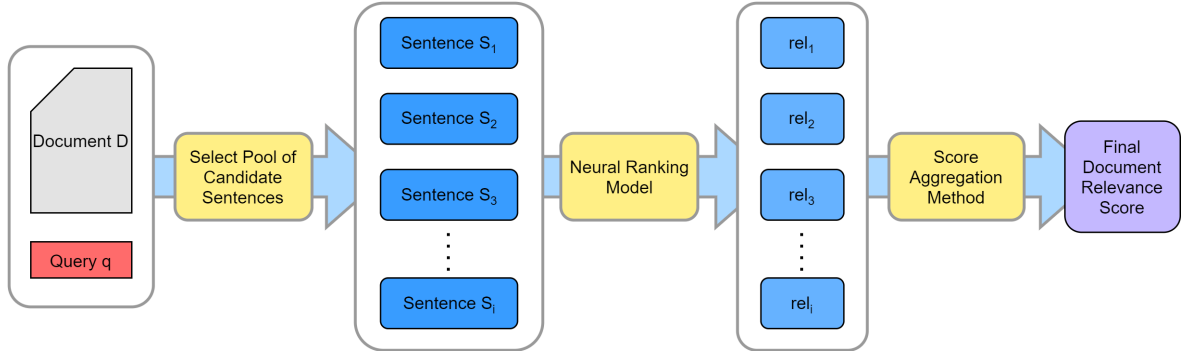 Document D
Query q
Select Pool of
Candidate
Sentences
Sentence S₁
Sentence S₂
Sentence S₃
Sentence Sᵢ
Neural Ranking
Model
rel₁
rel₂
rel₃
relᵢ
Score
Aggregation
Method
Final
Document
Relevance
Score